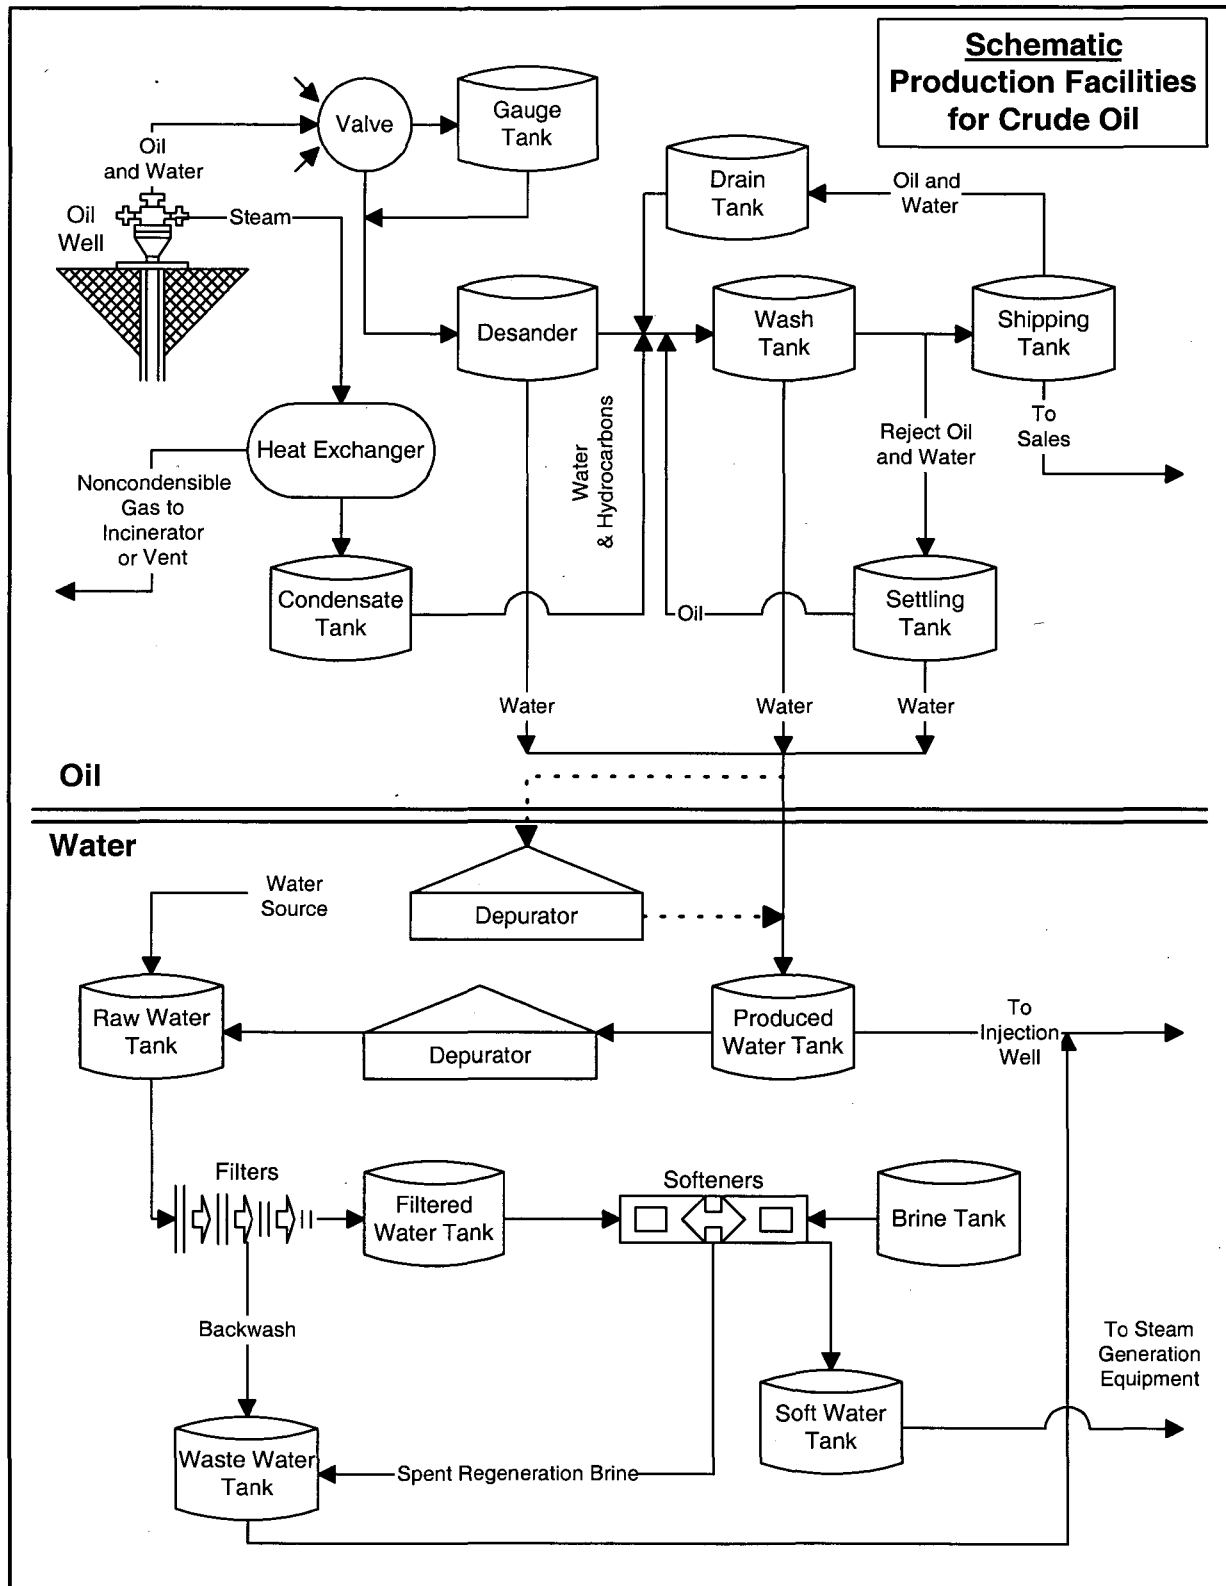 Schematic
Production Facilities
for Crude Oil
Valve
Gauge
Tank
Oil
and Water
Drain
Tank
Oil and
Water
Oil
Well
Steam
Desander
Wash
Tank
Shipping
Tank
Heat Exchanger
Water
& Hydrocarbons
Reject Oil
and Water
To
Sales
Noncondensible
Gas to
Incinerator
or Vent
Condensate
Tank
Oil
Settling
Tank
Water
Water
Water
Oil
Water
Water
Source
Depurator
Raw Water
Tank
Depurator
Produced
Water Tank
To
Injection
Well
Filters
Filtered
Water Tank
Softeners
Brine Tank
Backwash
To Steam
Generation
Equipment
Soft Water
Tank
Waste Water
Tank
Spent Regeneration Brine